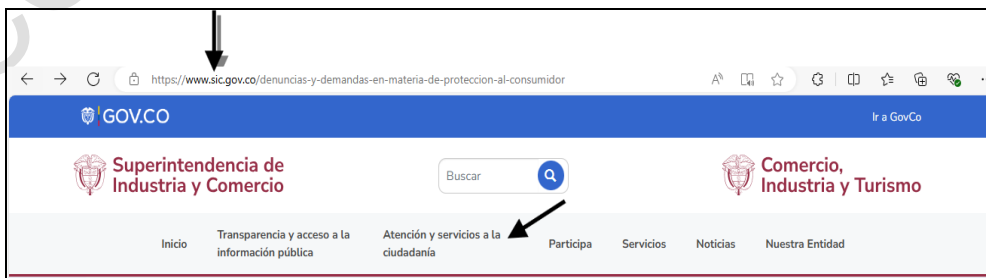 https://www.sic.gov.co/denuncias-y-demandas-en-materia-de-proteccion-al-consumidor
GOV.CO
Ir a GovCo
Superintendencia de
Industria y Comercio
Buscar
Comercio,
Industria y Turismo
Inicio
Transparencia y acceso a la
información pública
Atención y servicios a la
ciudadanía
Participa
Servicios
Noticias
Nuestra Entidad